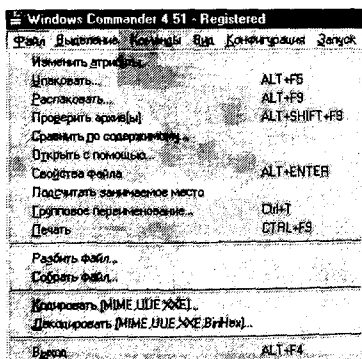 Windows Commander 4.51 - Registered
Файл Выделение Команды Вид Конфигурация Запуск
Изменить атрибуты...
Упаковать... ALT+F5
Распаковать... ALT+F9
Проверить архив[ы] ALT+SHIFT+F9
Сравнить по содержимому...
Открыть с помощью...
Свойства файла ALT+ENTER
Подсчитать занимаемое место
Групповое переименование... Ctrl+T
Печать CTRL+F9
Разбить файл...
Собрать файл...
Кодировать [MIME,UUE,XXE]...
Декодировать [MIME,UUE,XXE,BinHex]...
Выход ALT+F4